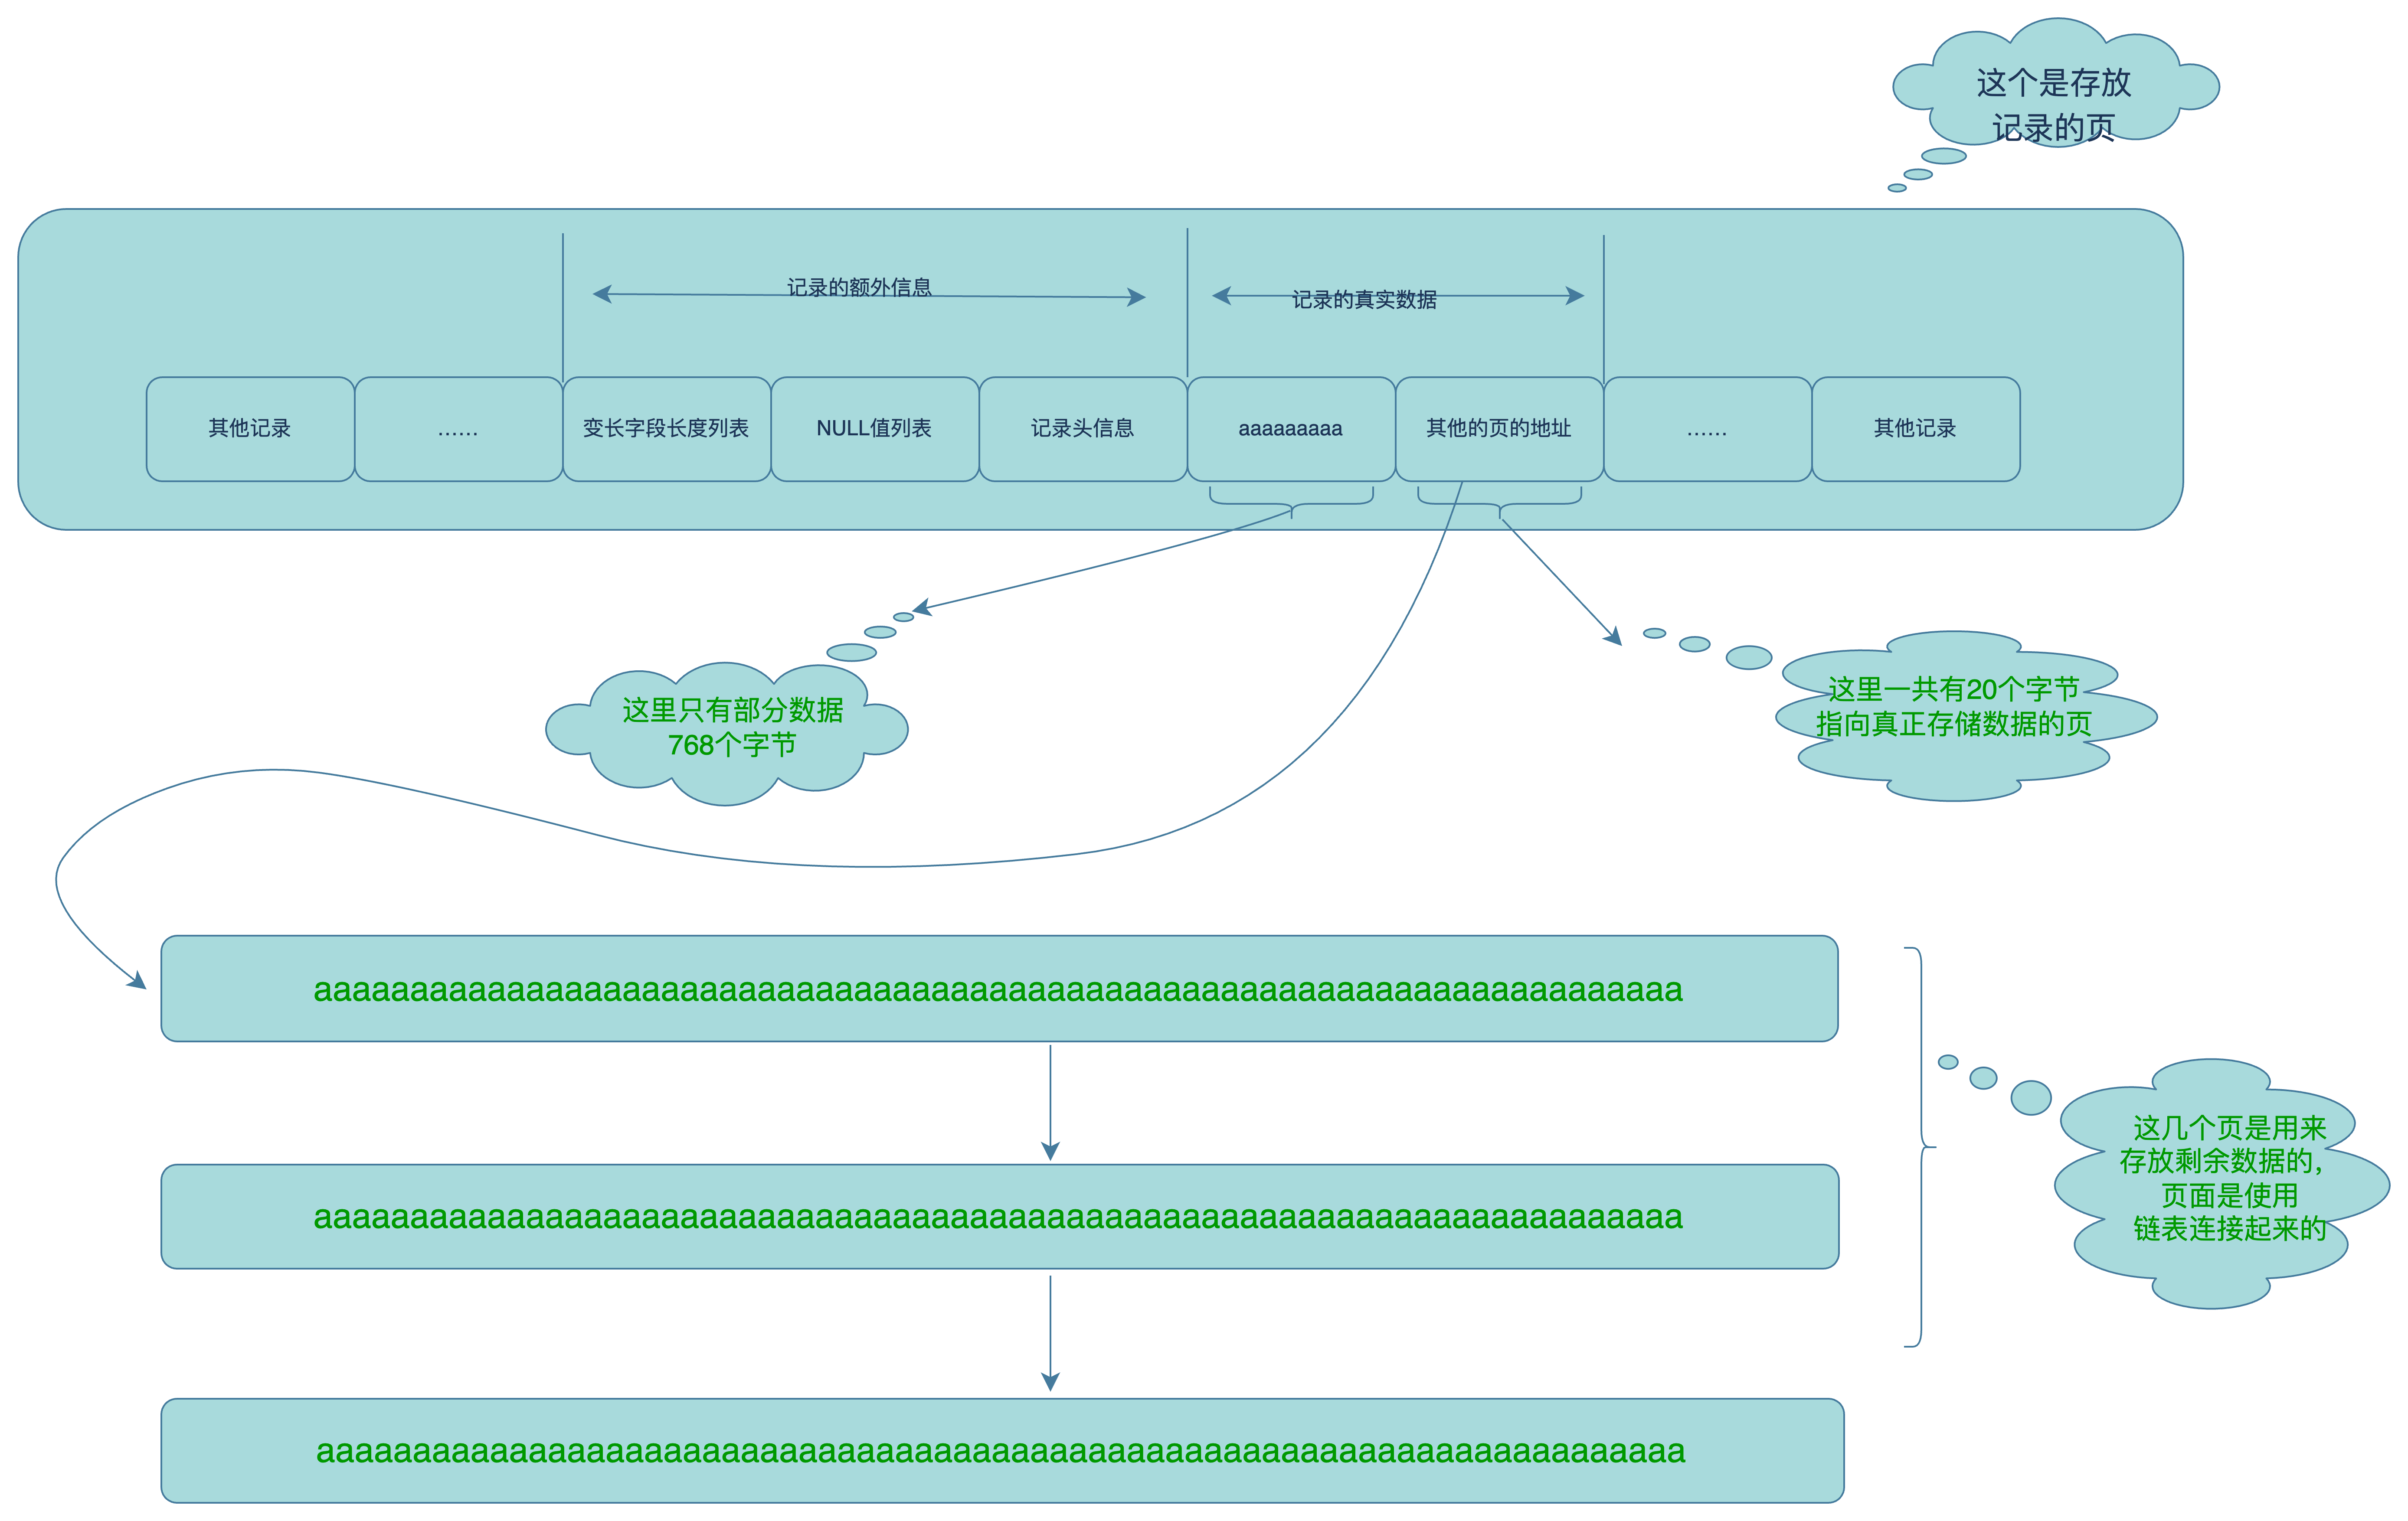 这个是存放
记录的页
记录的额外信息
记录的真实数据
其他记录
……
变长字段长度列表
NULL值列表
记录头信息
aaaaaaaaa
其他的页的地址
……
其他记录
这里只有部分数据
768个字节
这里一共有20个字节
指向真正存储数据的页
aaaaaaaaaaaaaaaaaaaaaaaaaaaaaaaaaaaaaaaaaaaaaaaaaaaaaaaaaaaaaaaaaaaaaaa
aaaaaaaaaaaaaaaaaaaaaaaaaaaaaaaaaaaaaaaaaaaaaaaaaaaaaaaaaaaaaaaaaaaaaaa
aaaaaaaaaaaaaaaaaaaaaaaaaaaaaaaaaaaaaaaaaaaaaaaaaaaaaaaaaaaaaaaaaaaaaaa
这几个页是用来
存放剩余数据的，
页面是使用
链表连接起来的